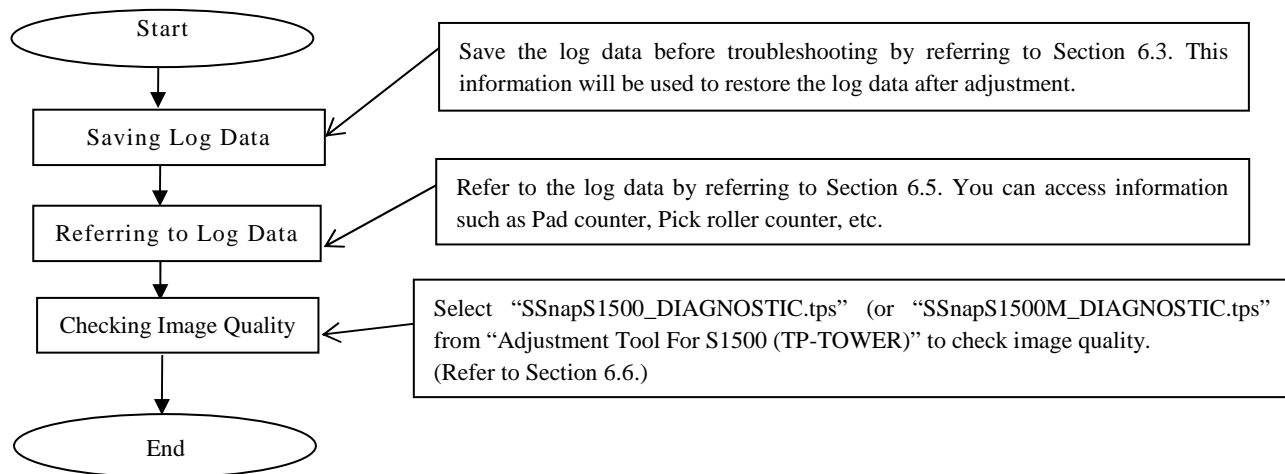 Start
Save the log data before troubleshooting by referring to Section 6.3. This
information will be used to restore the log data after adjustment.
Saving Log Data
Refer to the log data by referring to Section 6.5. You can access information
such as Pad counter, Pick roller counter, etc.
Referring to Log Data
Select “SSnapS1500_DIAGNOSTIC.tps” (or “SSnapS1500M_DIAGNOSTIC.tps”
from “Adjustment Tool For S1500 (TP-TOWER)” to check image quality.
(Refer to Section 6.6.)
Checking Image Quality
End